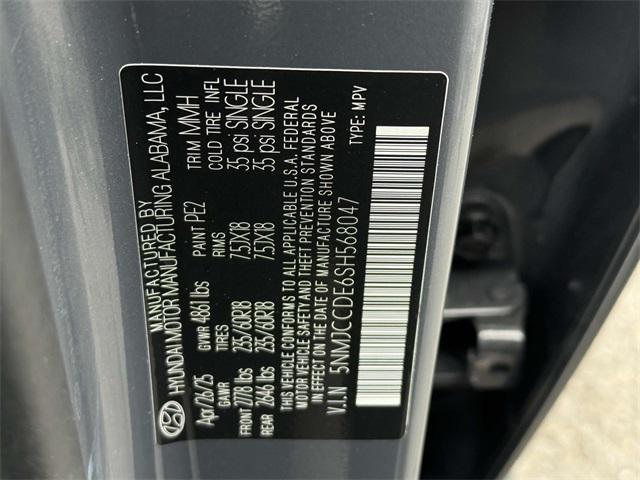 MANUFACTURED BY
HYUNDAI MOTOR MANUFACTURING ALABAMA, LLC
Apr/26/25 GVWR 4861 lbs PAINT PE2 TRIM MMH
GAWR TIRES RIMS COLD TIRE INFL
FRONT 2778 lbs 235/60R18 7.5JX18 35 psi SINGLE
REAR 2646 lbs 235/60R18 7.5JX18 35 psi SINGLE
THIS VEHICLE CONFORMS TO ALL APPLICABLE U.S.A. FEDERAL
MOTOR VEHICLE SAFETY AND THEFT PREVENTION STANDARDS
IN EFFECT ON THE DATE OF MANUFACTURE SHOWN ABOVE
V.I.N 5NMJCCDE6SH568047 TYPE: MPV